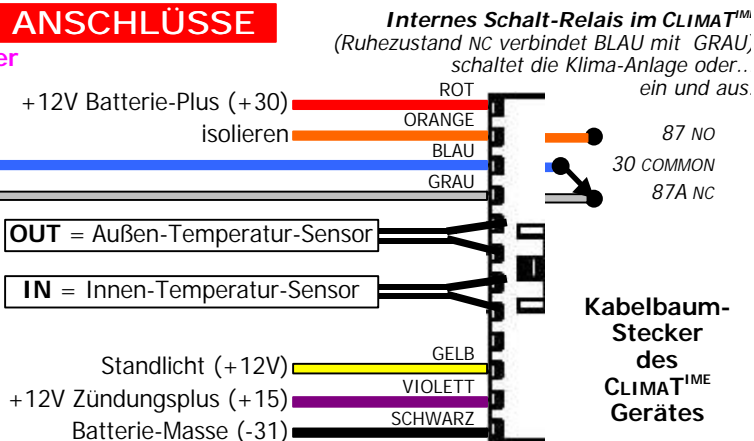 ANSCHLÜSSE
er
Internes Schalt-Relais im CLIMATIME
(Ruhezustand NC verbindet BLAU mit GRAU)
schaltet die Klima-Anlage oder...
ein und aus.
+12V Batterie-Plus (+30)
ROT
isolieren
ORANGE
BLAU
GRAU
87 NO
30 COMMON
87A NC
OUT = Außen-Temperatur-Sensor
IN = Innen-Temperatur-Sensor
Kabelbaum-
Stecker
des
CLIMATIME
Gerätes
Standlicht (+12V)
GELB
+12V Zündungsplus (+15)
VIOLETT
Batterie-Masse (-31)
SCHWARZ